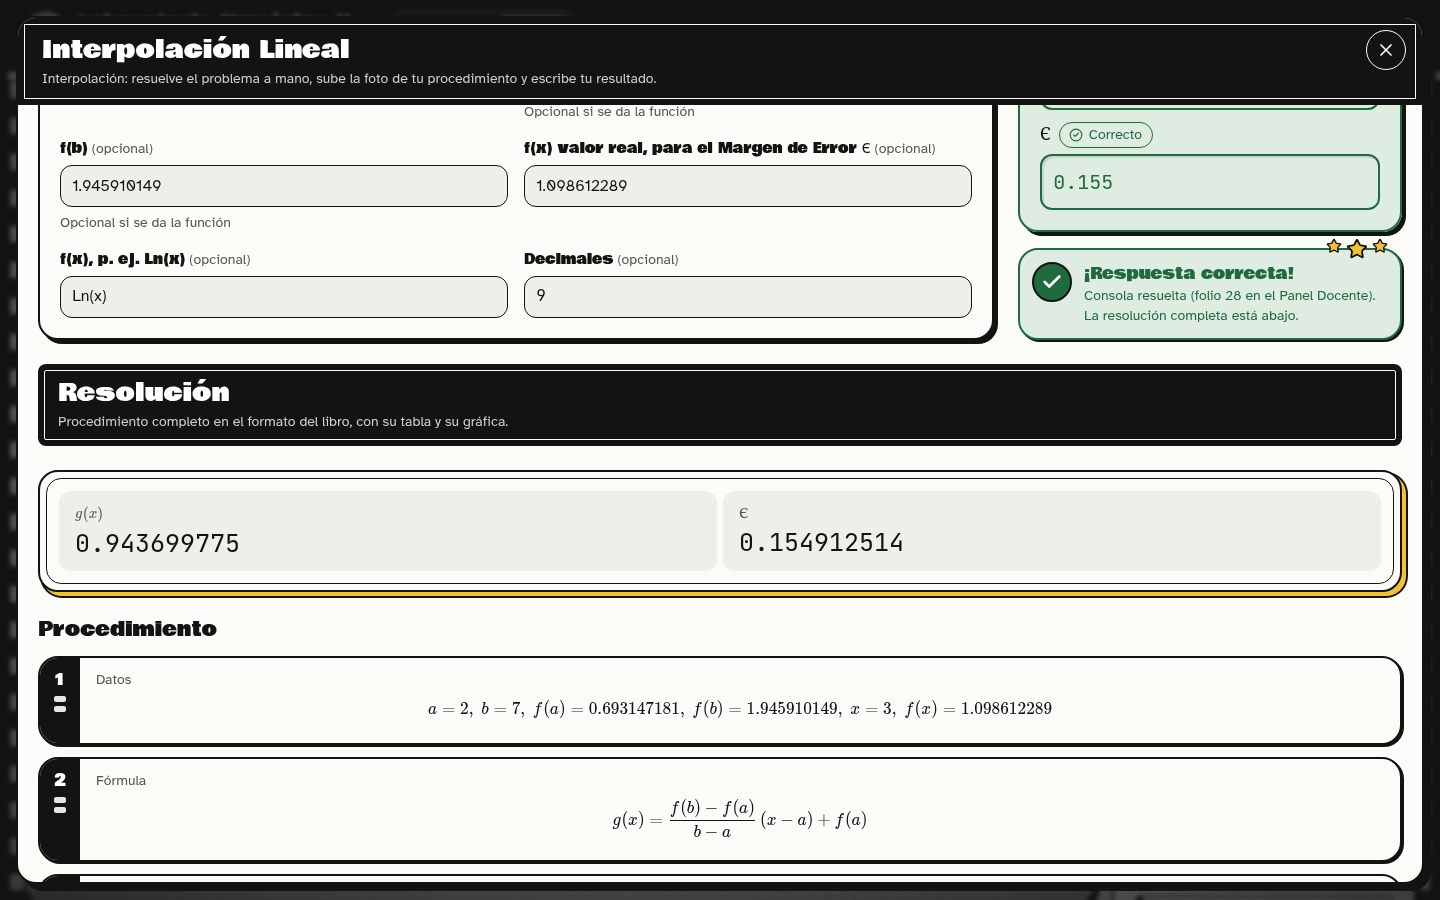 Interpolación Lineal
Interpolación: resuelve el problema a mano, sube la foto de tu procedimiento y escribe tu resultado.
Opcional si se da la función
f(b) (opcional)
1.945910149
Opcional si se da la función
f(x) valor real, para el Margen de Error Є (opcional)
1.098612289
f(x), p. ej. Ln(x) (opcional)
Ln(x)
Decimales (opcional)
9
Є Correcto
0.155
¡Respuesta correcta!
Consola resuelta (folio 28 en el Panel Docente).
La resolución completa está abajo.
Resolución
Procedimiento completo en el formato del libro, con su tabla y su gráfica.
g(x)
0.943699775
Є
0.154912514
Procedimiento
1
Datos
a = 2, b = 7, f(a) = 0.693147181, f(b) = 1.945910149, x = 3, f(x) = 1.098612289
2
Fórmula
g(x) = \frac{f(b) − f(a)}{b − a} (x − a) + f(a)